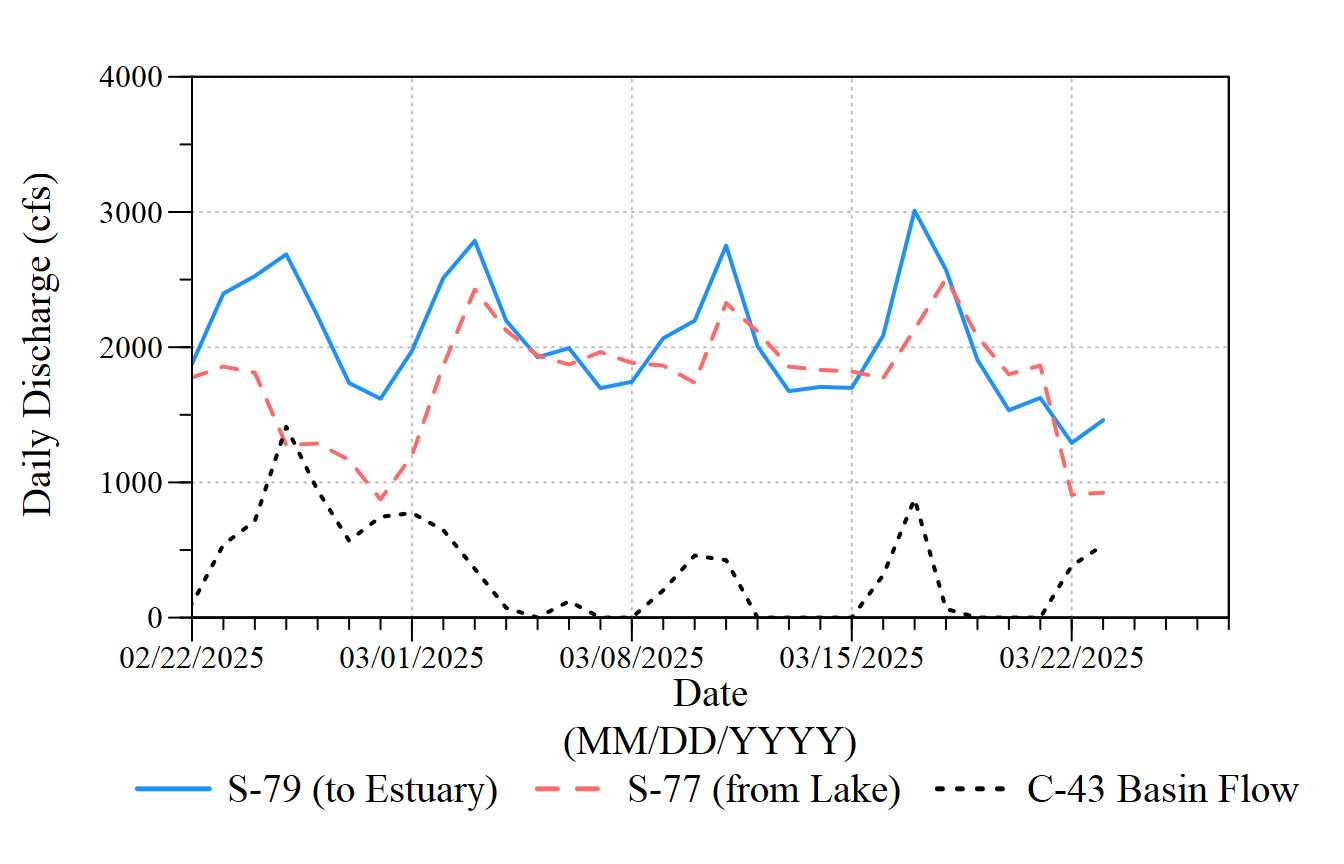 4000
3000
2000
1000
0
Daily Discharge (cfs)
02/22/2025 03/01/2025 03/08/2025 03/15/2025 03/22/2025
Date
(MM/DD/YYYY)
S-79 (to Estuary) S-77 (from Lake) C-43 Basin Flow